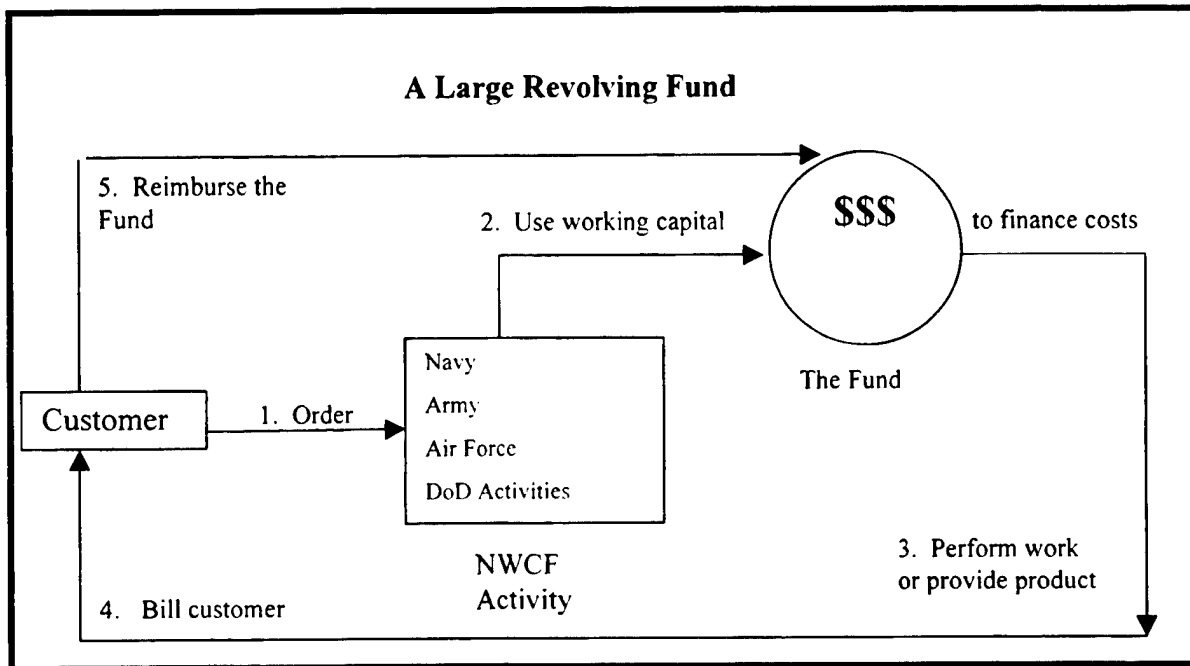 A Large Revolving Fund
5. Reimburse the
Fund
2. Use working capital
$$$
to finance costs
The Fund
Customer
1. Order
Navy
Army
Air Force
DoD Activities
NWCF
Activity
3. Perform work
or provide product
4. Bill customer